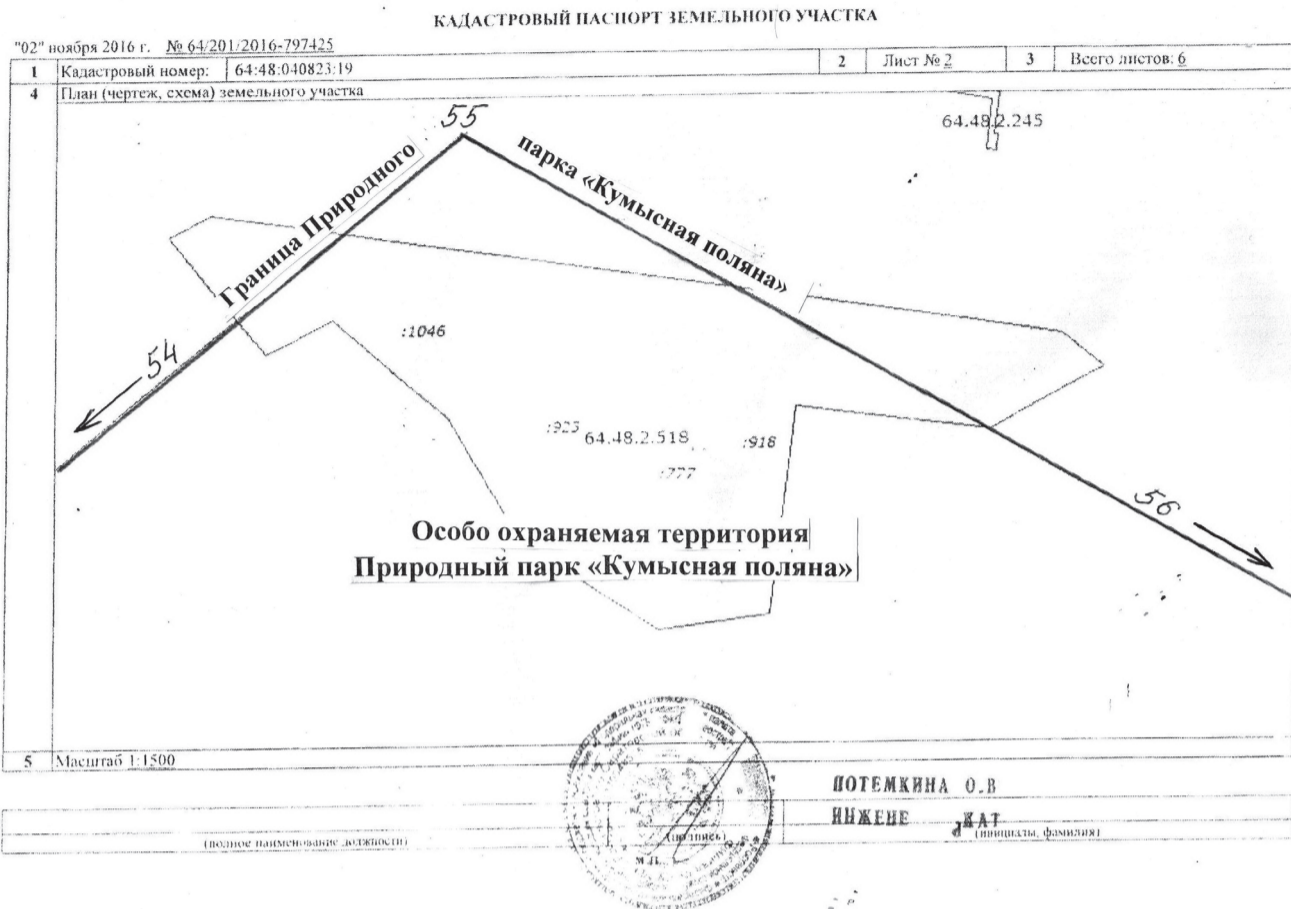 КАДАСТРОВЫЙ ПАСПОРТ ЗЕМЕЛЬНОГО УЧАСТКА
"02" ноября 2016 г. № 64/201/2016-797425
1 Кадастровый номер: 64:48:040823:19 2 Лист № 2 3 Всего листов: 6
4 План (чертеж, схема) земельного участка
55
64.48.2.245
Граница Природного
парка «Кумысная поляна»
:1046
54
:925 64.48.2.518 :918
:777
56
Особо охраняемая территория
Природный парк «Кумысная поляна»
5 Масштаб 1:1500
ПОТЕМКИНА О.В
ИНЖЕНЕ КАТ
(полное наименование должности) (подпись) (инициалы, фамилия)
М.П.